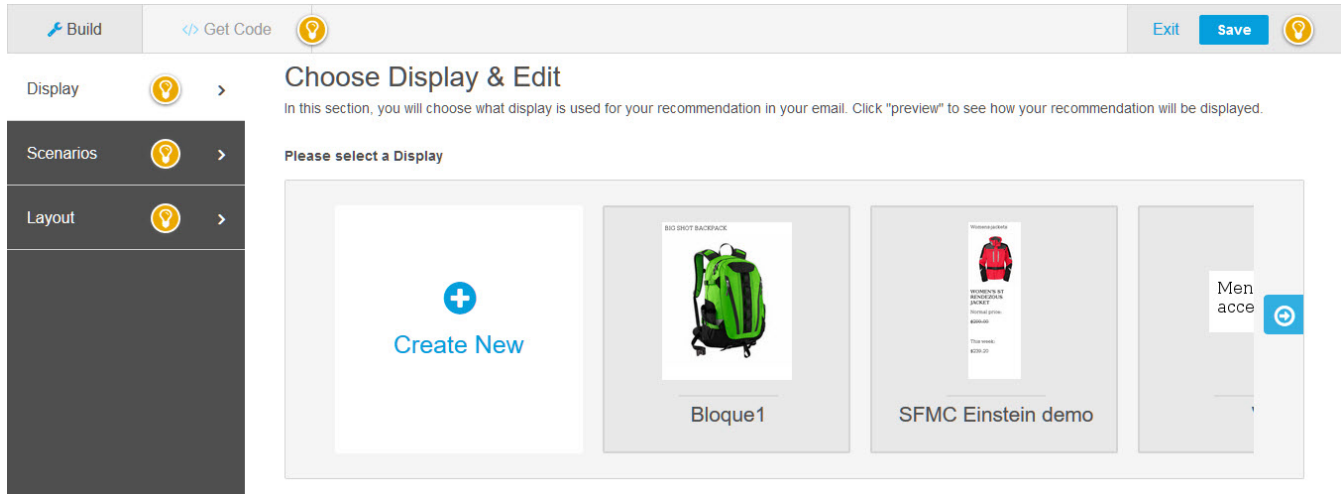 Build
</> Get Code
Exit
Save
Display
Scenarios
Layout
Choose Display & Edit
In this section, you will choose what display is used for your recommendation in your email. Click "preview" to see how your recommendation will be displayed.
Please select a Display
Create New
BIG SHOT BACKPACK
Bloque1
Womens jackets
WOMEN'S ST
RENDEZOUS
JACKET
Normal price:
This week:
SFMC Einstein demo
Men
acce